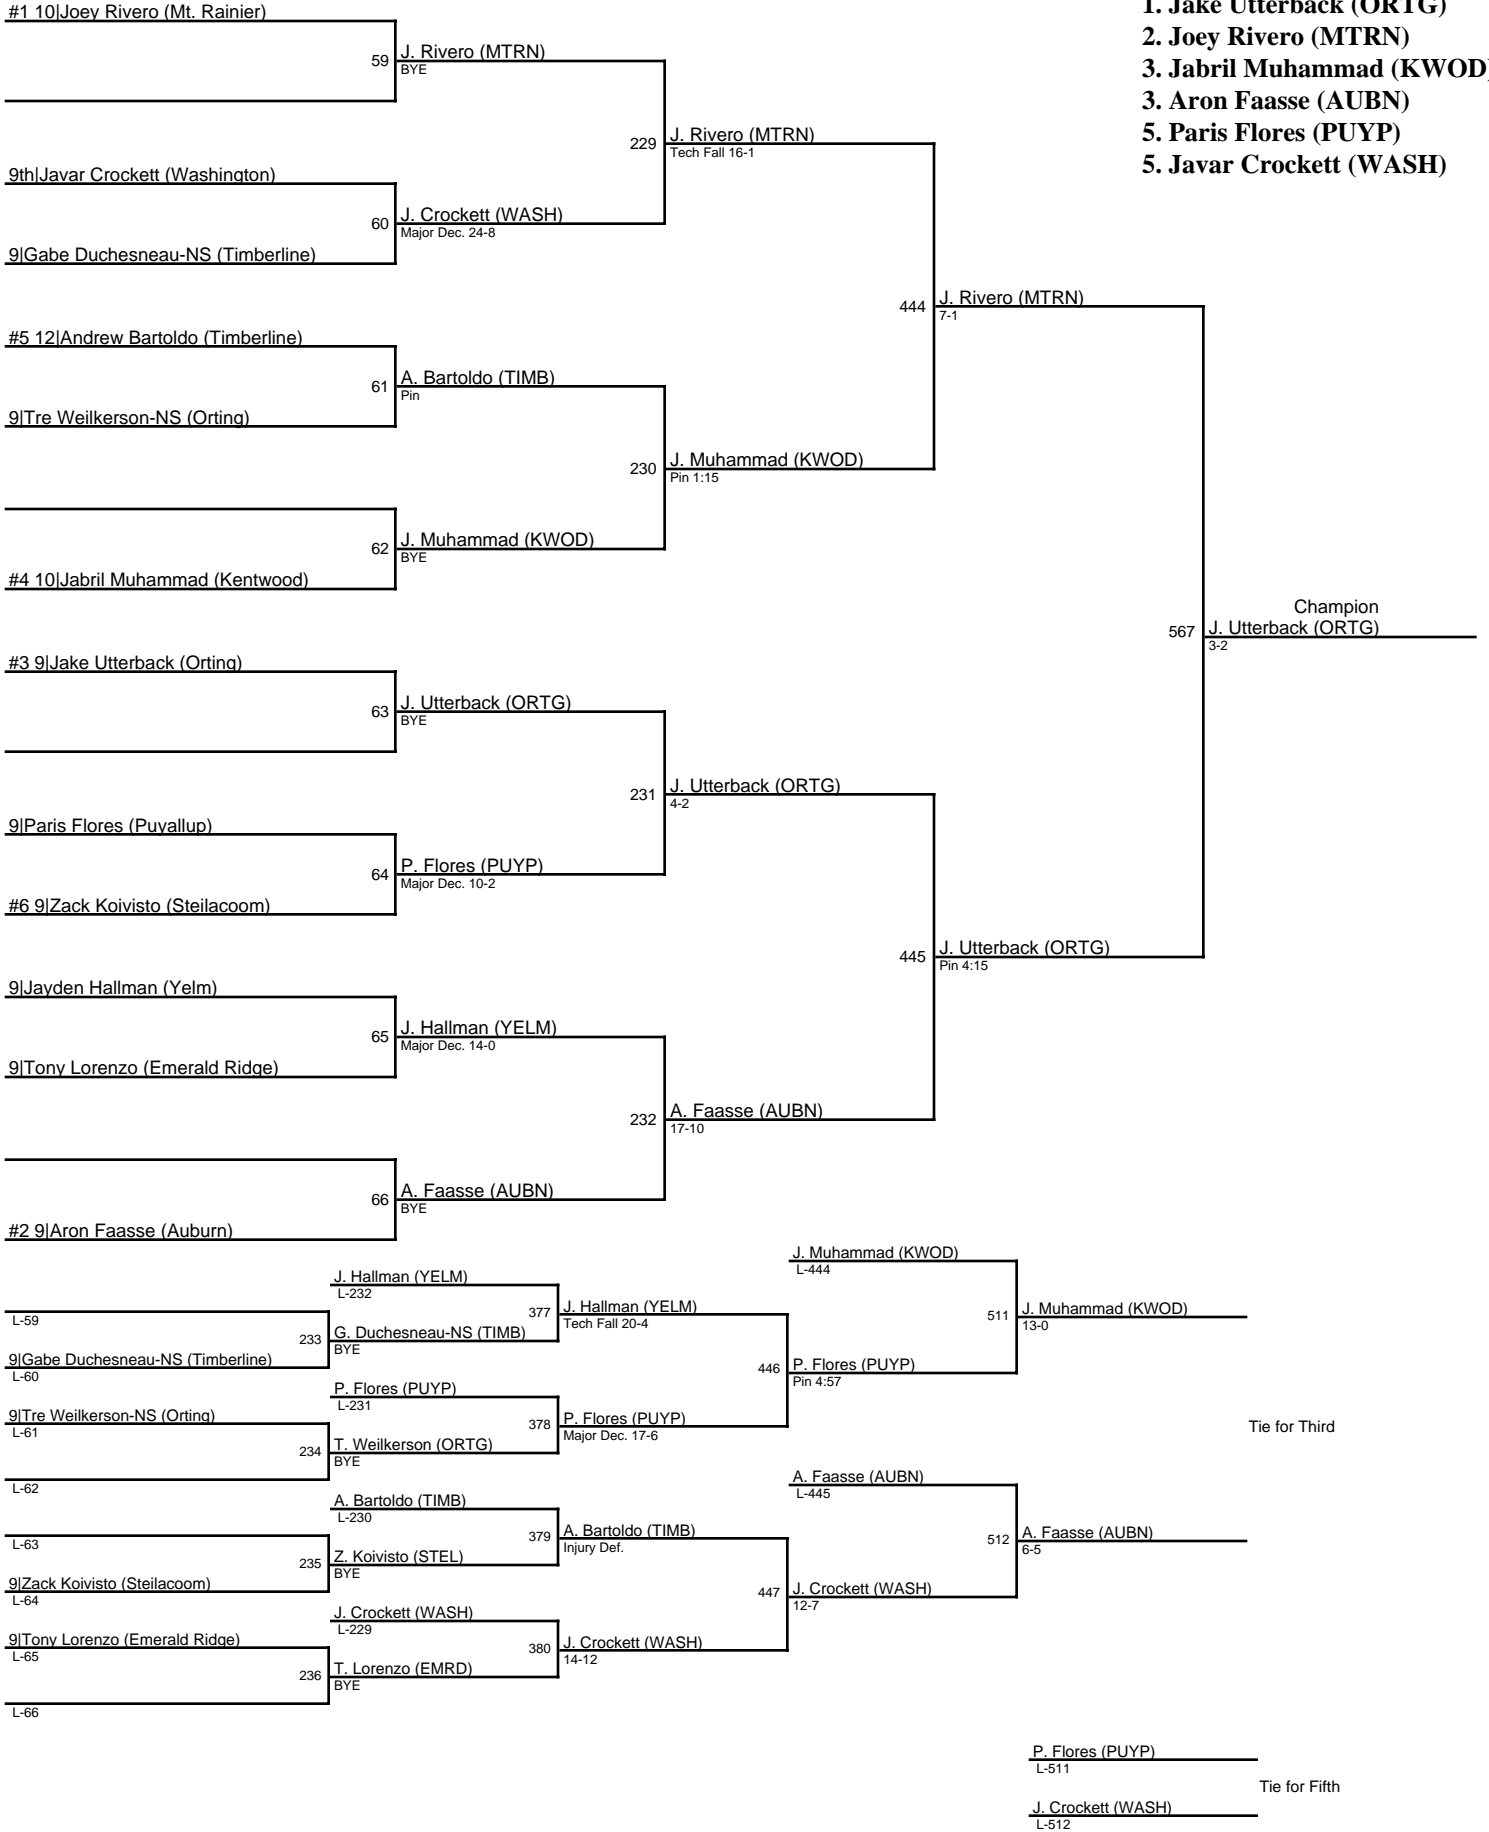 #1 10|Joey Rivero (Mt. Rainier)
1. Jake Utterback (ORTG)
2. Joey Rivero (MTRN)
3. Jabril Muhammad (KWOD)
3. Aron Faasse (AUBN)
5. Paris Flores (PUYP)
5. Javar Crockett (WASH)
59
J. Rivero (MTRN)
BYE
229
J. Rivero (MTRN)
Tech Fall 16-1
9th|Javar Crockett (Washington)
60
J. Crockett (WASH)
Major Dec. 24-8
9|Gabe Duchesneau-NS (Timberline)
444
J. Rivero (MTRN)
7-1
#5 12|Andrew Bartoldo (Timberline)
61
A. Bartoldo (TIMB)
Pin
9|Tre Weilkerson-NS (Orting)
230
J. Muhammad (KWOD)
Pin 1:15
62
J. Muhammad (KWOD)
BYE
#4 10|Jabril Muhammad (Kentwood)
Champion
567
J. Utterback (ORTG)
3-2
#3 9|Jake Utterback (Orting)
63
J. Utterback (ORTG)
BYE
231
J. Utterback (ORTG)
4-2
9|Paris Flores (Puyallup)
64
P. Flores (PUYP)
Major Dec. 10-2
#6 9|Zack Koivisto (Steilacoom)
445
J. Utterback (ORTG)
Pin 4:15
9|Jayden Hallman (Yelm)
65
J. Hallman (YELM)
Major Dec. 14-0
9|Tony Lorenzo (Emerald Ridge)
232
A. Faasse (AUBN)
17-10
66
A. Faasse (AUBN)
BYE
#2 9|Aron Faasse (Auburn)
J. Muhammad (KWOD)
L-444
J. Hallman (YELM)
L-232
377
J. Hallman (YELM)
Tech Fall 20-4
511
J. Muhammad (KWOD)
13-0
L-59
233
G. Duchesneau-NS (TIMB)
BYE
9|Gabe Duchesneau-NS (Timberline)
L-60
446
P. Flores (PUYP)
Pin 4:57
P. Flores (PUYP)
L-231
9|Tre Weilkerson-NS (Orting)
L-61
378
P. Flores (PUYP)
Major Dec. 17-6
Tie for Third
234
T. Weilkerson (ORTG)
BYE
L-62
A. Faasse (AUBN)
L-445
A. Bartoldo (TIMB)
L-230
379
A. Bartoldo (TIMB)
Injury Def.
512
A. Faasse (AUBN)
6-5
L-63
235
Z. Koivisto (STEL)
BYE
9|Zack Koivisto (Steilacoom)
L-64
447
J. Crockett (WASH)
12-7
J. Crockett (WASH)
L-229
9|Tony Lorenzo (Emerald Ridge)
L-65
380
J. Crockett (WASH)
14-12
236
T. Lorenzo (EMRD)
BYE
L-66
P. Flores (PUYP)
L-511
Tie for Fifth
J. Crockett (WASH)
L-512